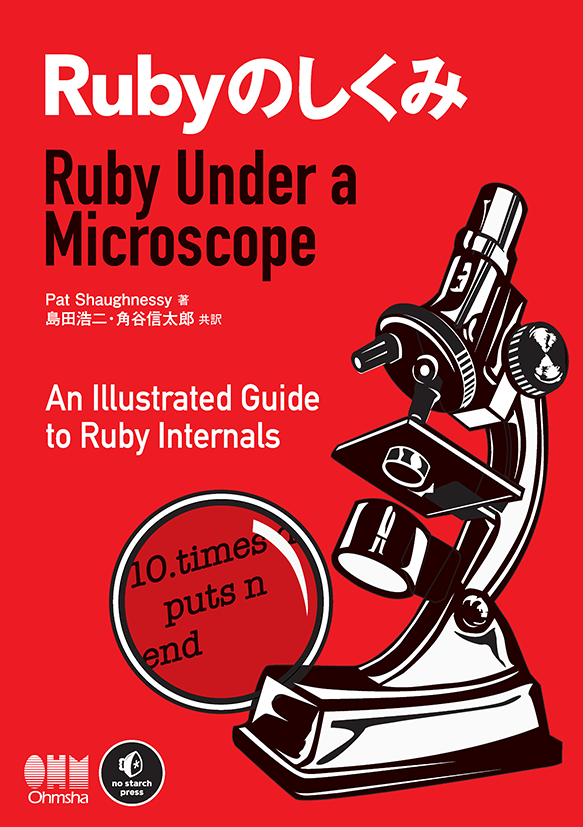 Rubyのしくみ
Ruby Under a
Microscope
Pat Shaughnessy 著
島田浩二・角谷信太郎 共訳
An Illustrated Guide
to Ruby Internals
10.times n
puts n
end
OHM
Ohmsha
no starch
press